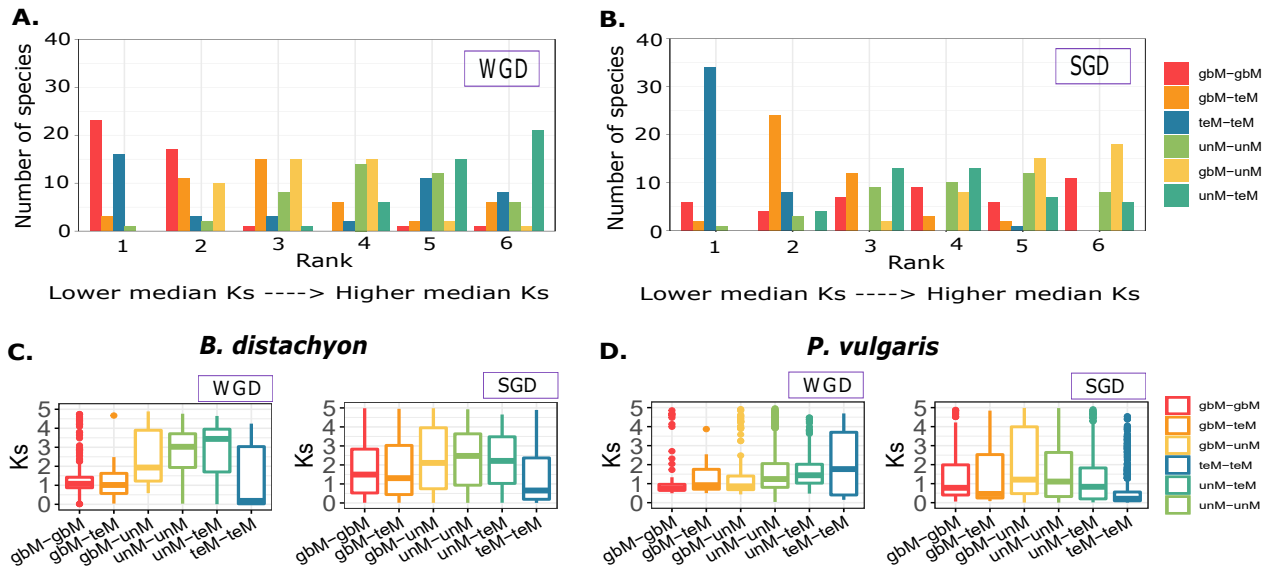 A.
WGD
Number of species
40
30
20
10
0
1 2 3 4 5 6
Rank
Lower median Ks ----> Higher median Ks
B.
SGD
Number of species
40
30
20
10
0
1 2 3 4 5 6
Rank
Lower median Ks ----> Higher median Ks
gbM-gbM
gbM-teM
teM-teM
unM-unM
gbM-unM
unM-teM
C.
B. distachyon
WGD
Ks
5
4
3
2
1
0
gbM-gbM
gbM-teM
gbM-unM
unM-unM
unM-teM
teM-teM
SGD
Ks
5
4
3
2
1
0
gbM-gbM
gbM-teM
gbM-unM
unM-unM
unM-teM
teM-teM
D.
P. vulgaris
WGD
Ks
5
4
3
2
1
0
gbM-gbM
gbM-teM
gbM-unM
unM-unM
unM-teM
teM-teM
SGD
Ks
5
4
3
2
1
0
gbM-gbM
gbM-teM
gbM-unM
unM-unM
unM-teM
teM-teM
gbM-gbM
gbM-teM
gbM-unM
teM-teM
unM-teM
unM-unM